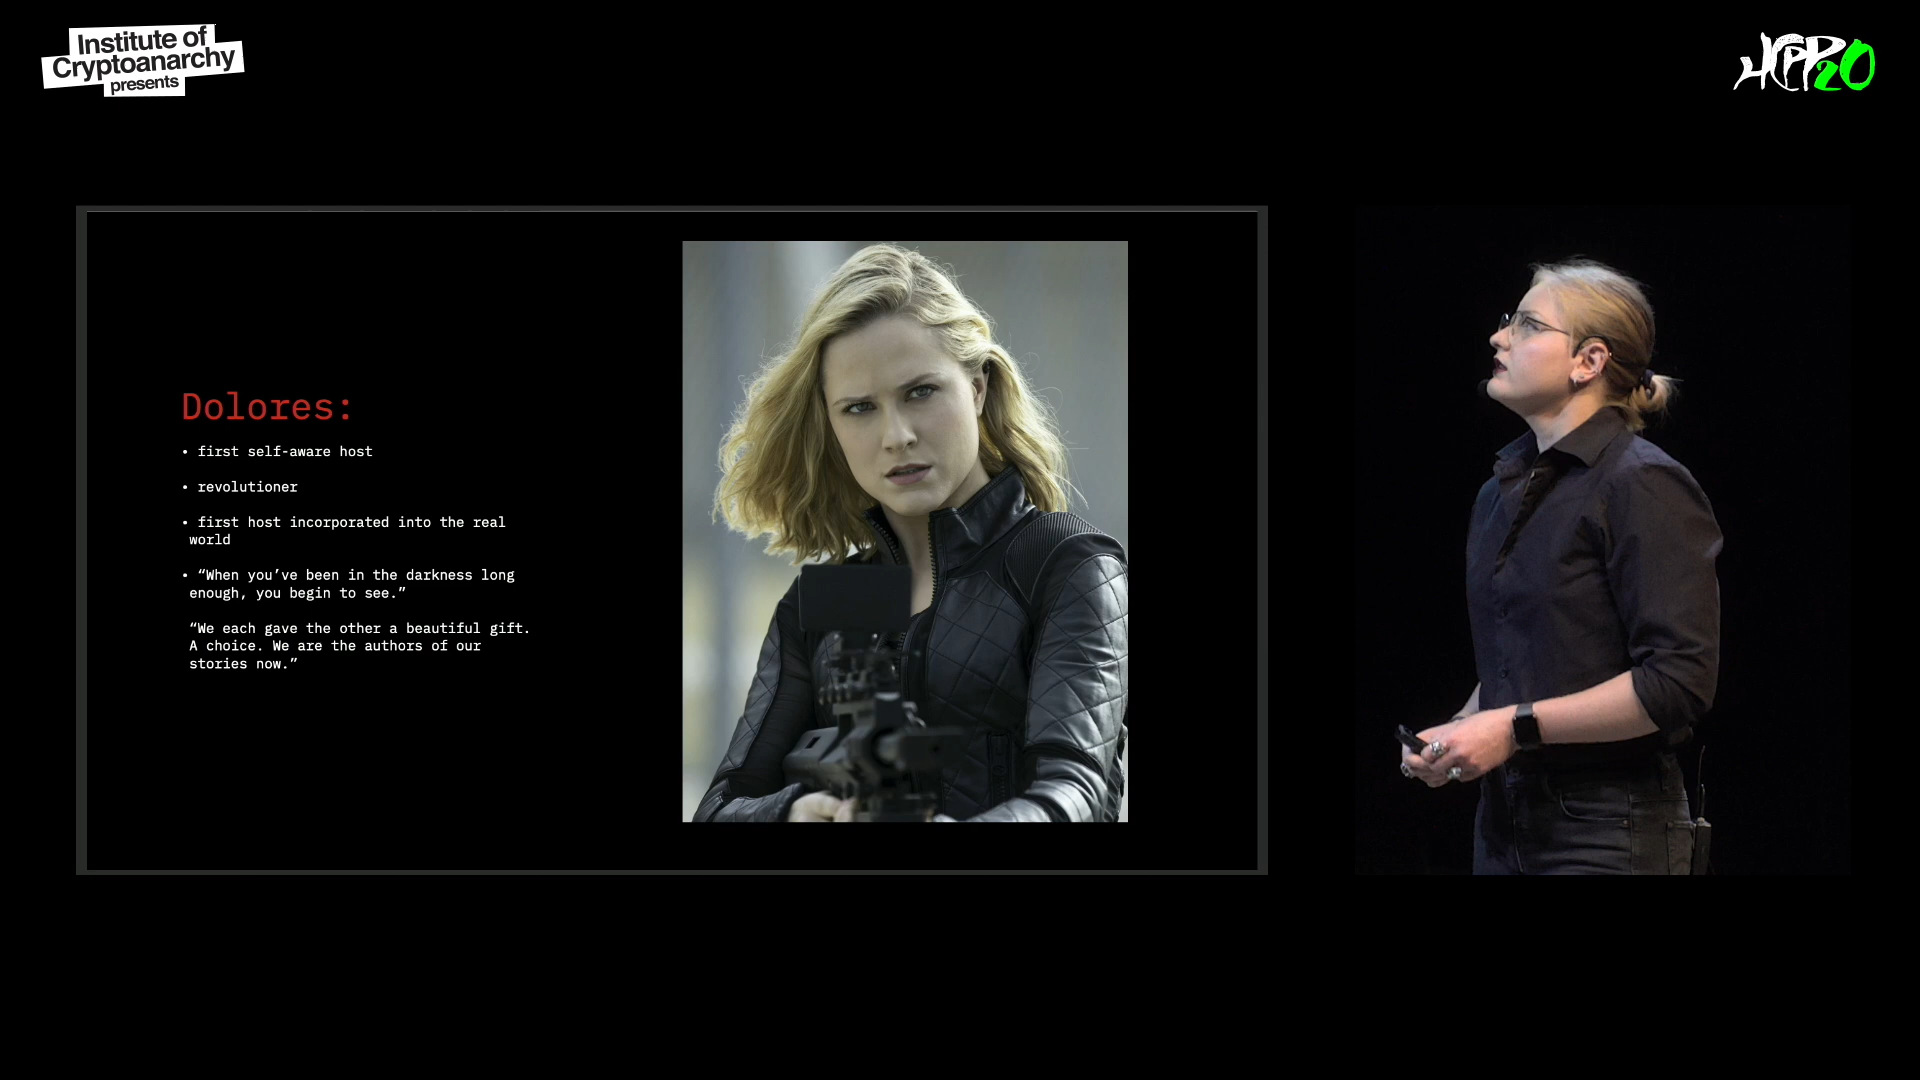 Institute of
Cryptoanarchy
presents
HCPP20
Dolores:
• first self-aware host
• revolutioner
• first host incorporated into the real
world
• “When you’ve been in the darkness long
enough, you begin to see.”
“We each gave the other a beautiful gift.
A choice. We are the authors of our
stories now.”